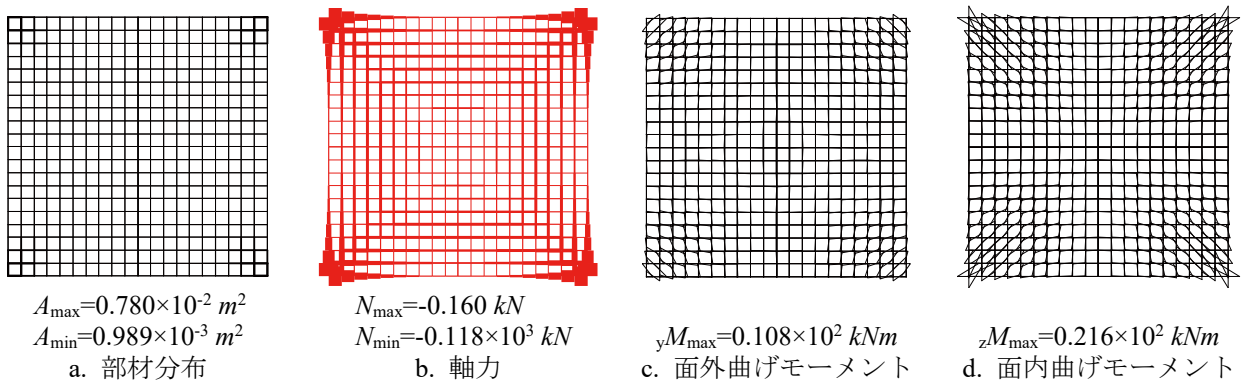 Amax=0.780×10-2 m2
Amin=0.989×10-3 m2
a. 部材分布
Nmax=-0.160 kN
Nmin=-0.118×103 kN
b. 軸力
yMmax=0.108×102 kNm
c. 面外曲げモーメント
zMmax=0.216×102 kNm
d. 面内曲げモーメント